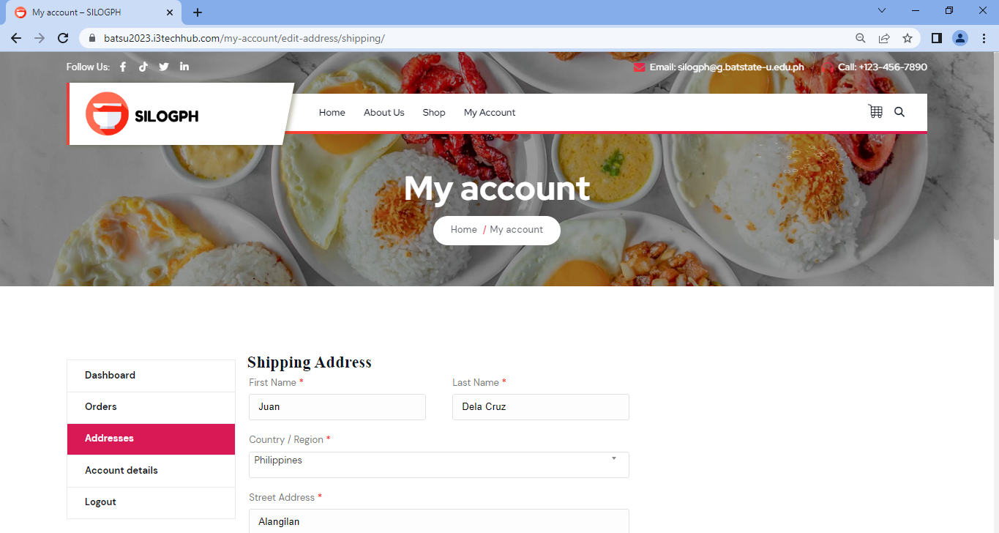 My account – SILOGPH
batsu2023.i3techhub.com/my-account/edit-address/shipping/
Follow Us:
Email: silogph@g.batstate-u.edu.ph
Call: +123-456-7890
SILOGPH
Home
About Us
Shop
My Account
My account
Home / My account
Dashboard
Orders
Addresses
Account details
Logout
Shipping Address
First Name *
Last Name *
Juan
Dela Cruz
Country / Region *
Philippines
Street Address *
Alangilan